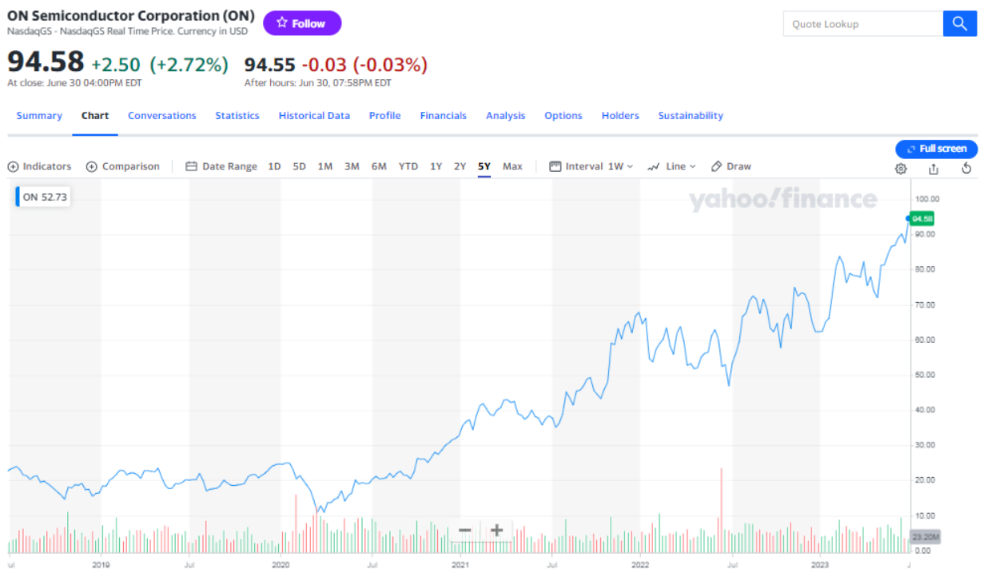 ON Semiconductor Corporation (ON)
Follow
Quote Lookup
NasdaqGS - NasdaqGS Real Time Price. Currency in USD
94.58 +2.50 (+2.72%) 94.55 -0.03 (-0.03%)
At close: June 30 04:00PM EDT After hours: Jun 30, 07:58PM EDT
Summary Chart Conversations Statistics Historical Data Profile Financials Analysis Options Holders Sustainability
Full screen
Indicators Comparison Date Range 1D 5D 1M 3M 6M YTD 1Y 2Y 5Y Max Interval 1W Line Draw
ON 52.73
yahoo!finance
100.00
94.58
90.00
80.00
70.00
60.00
50.00
40.00
30.00
20.00
10.00
23.20M
0.00
ul 2019 Jul 2020 Jul 2021 Jul 2022 Jul 2023 J